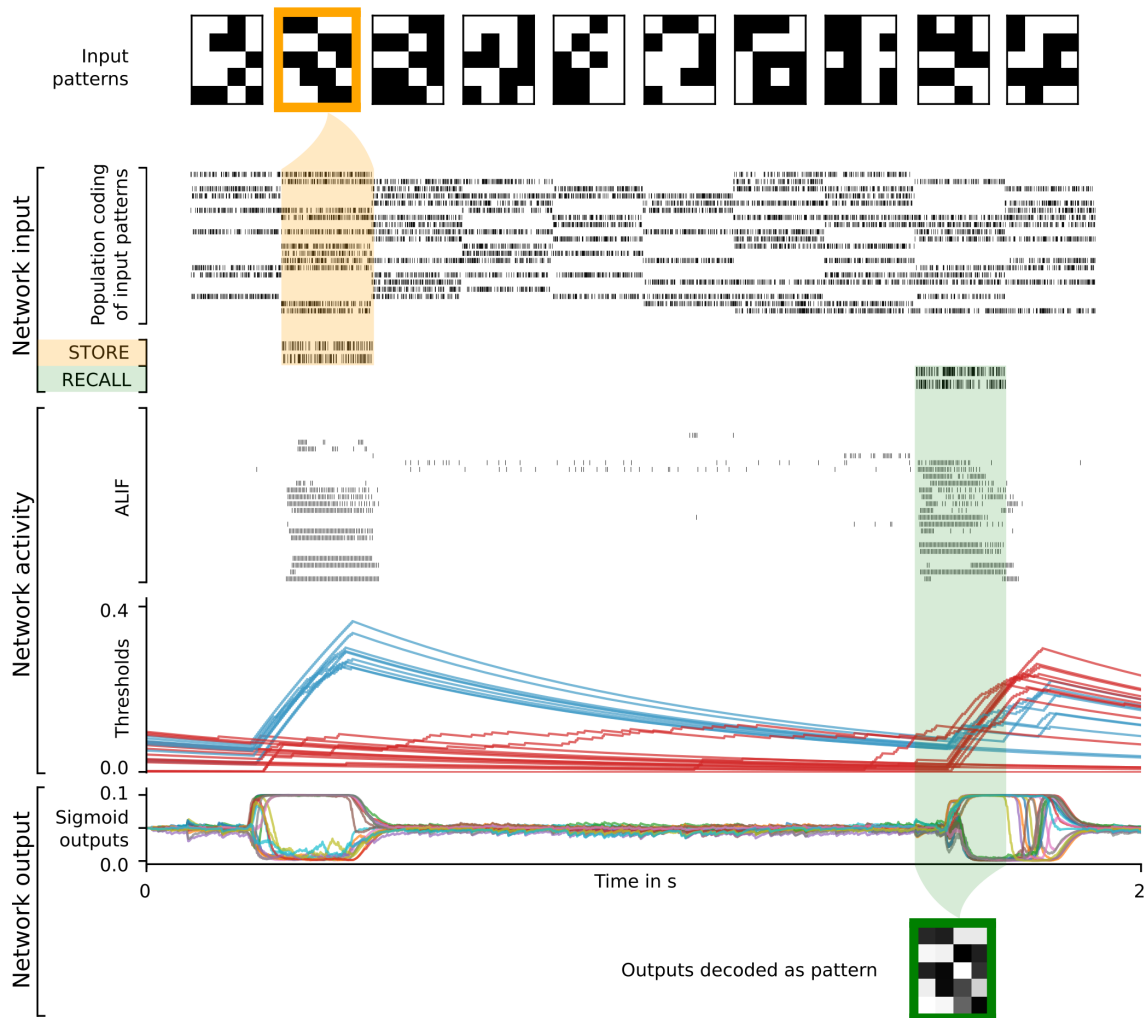 Input
patterns
Network input
Population coding
of input patterns
STORE
RECALL
Network activity
ALIF
0.4
Thresholds
0.0
Network output
0.1
Sigmoid
outputs
0.0
0
Time in s
2
Outputs decoded as pattern